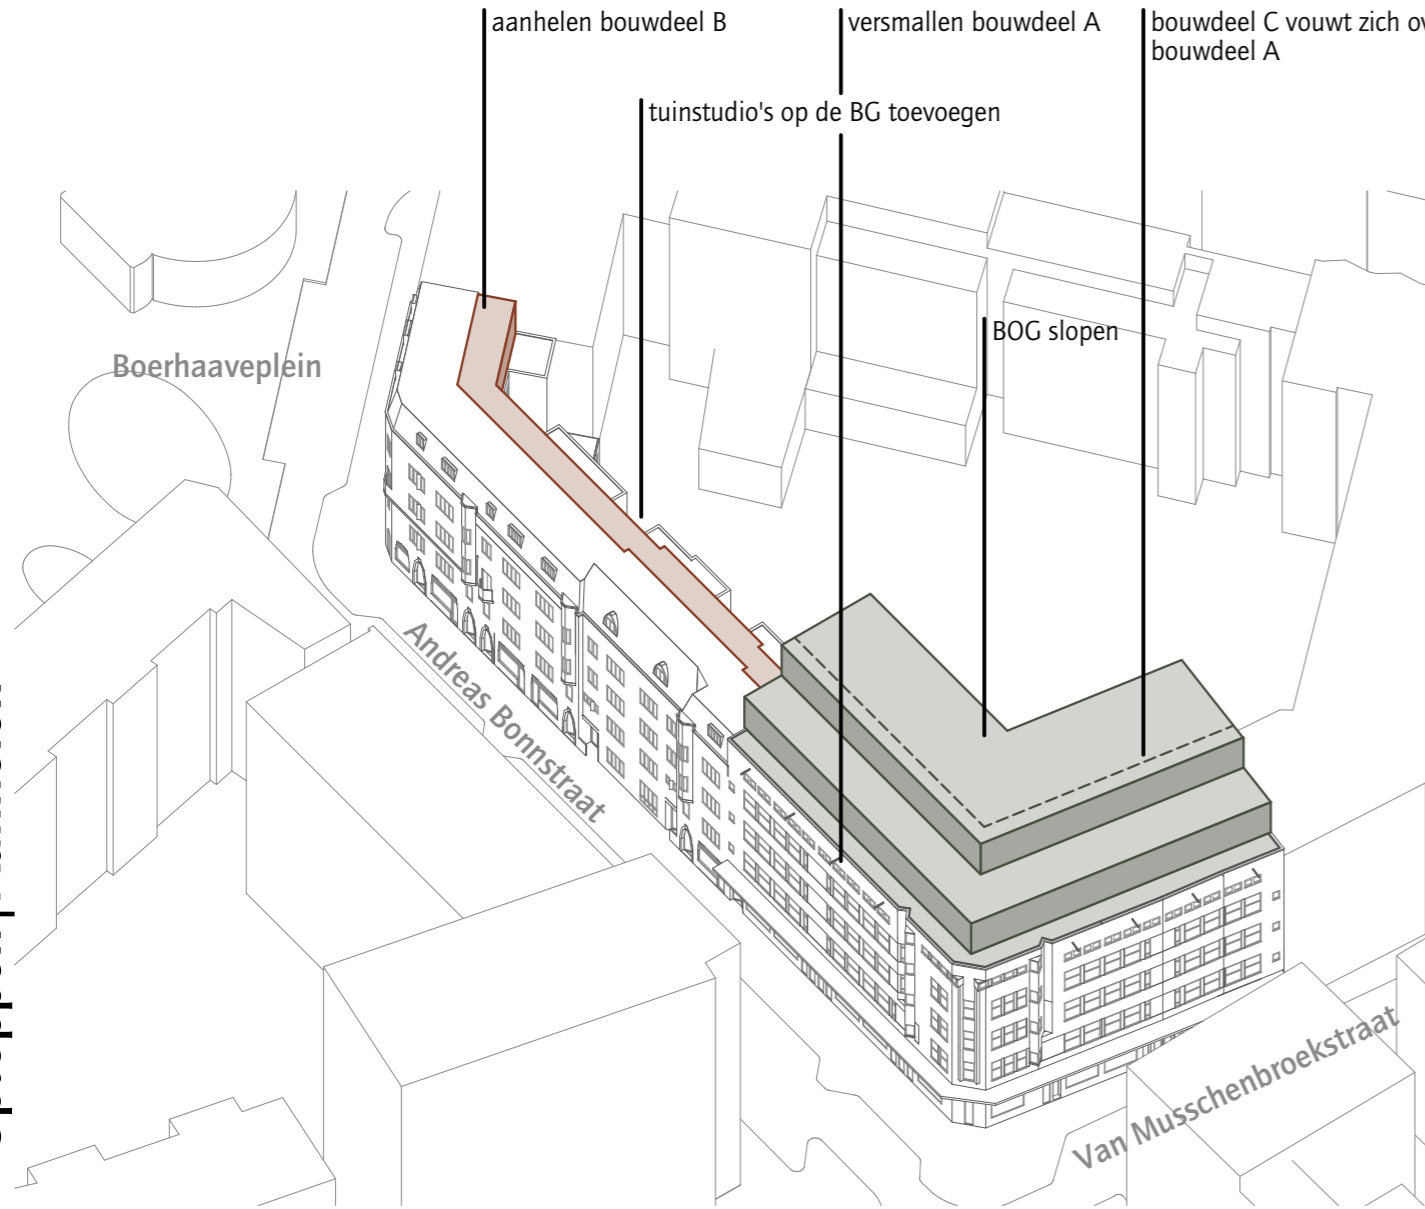 aanhelen bouwdeel B
versmallen bouwdeel A
bouwdeel C vouwt zich
bouwdeel A
tuinstudio's op de BG toevoegen
BOG slopen
Boerhaaveplein
Andreas Bonnstraat
Van Musschenbroekstraat